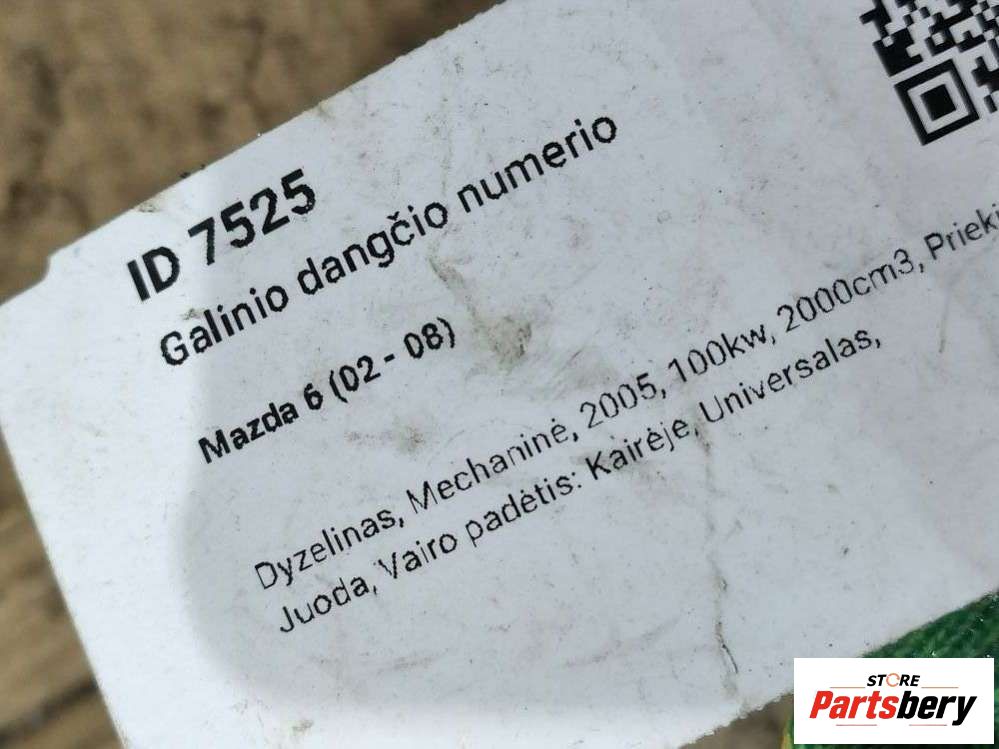 ID 7525
Galinio dangčio numerio
Mazda 6 (02 - 08)
Dyzelinas, Mechaninė, 2005, 100kw, 2000cm3,
Juoda, Vairo padėtis: Kairėje, Universalas,
STORE
Partsbery